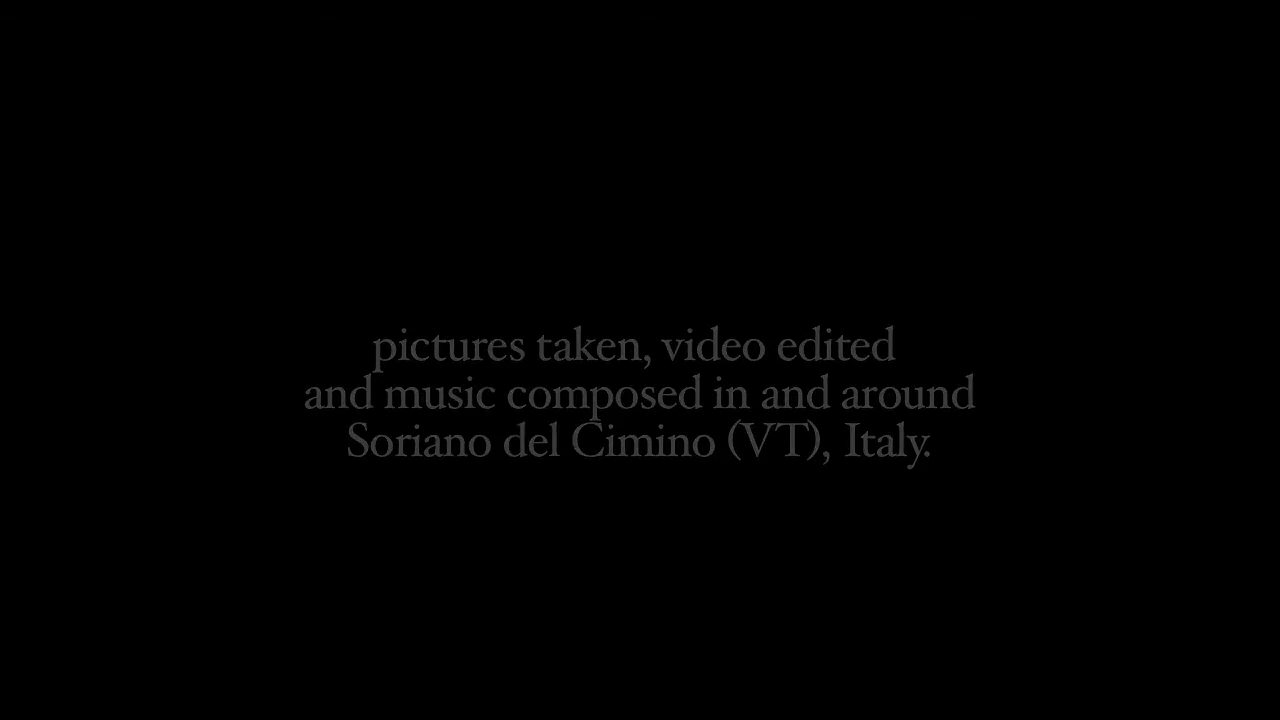 pictures taken, video edited
and music composed in and around
Soriano del Cimino (VT), Italy.